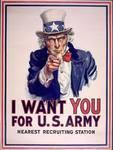 I WANT YOU
FOR U.S. ARMY
NEAREST RECRUITING STATION